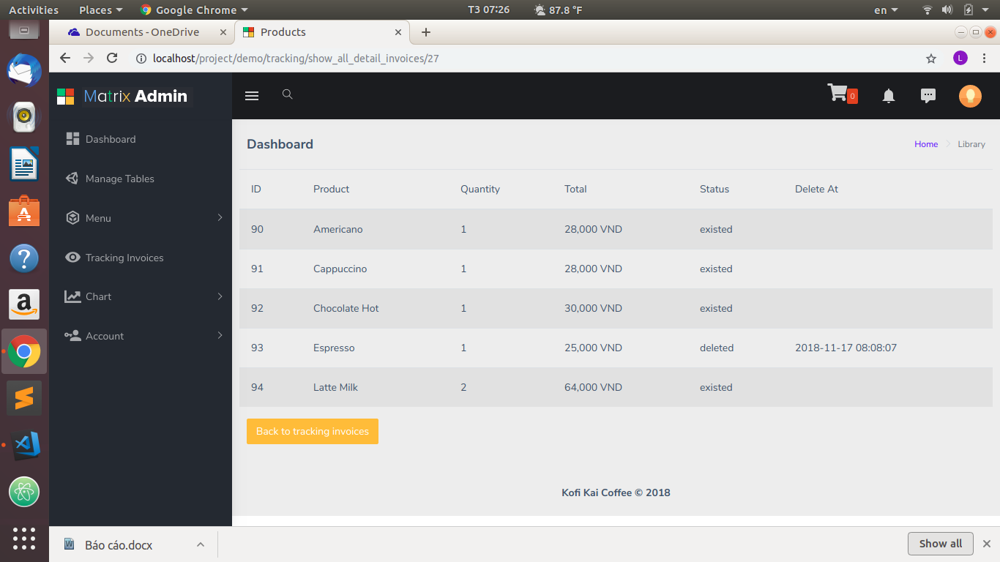 Activities Places Google Chrome T3 07:26 87.8 °F en
Documents - OneDrive Products
localhost/project/demo/tracking/show_all_detail_invoices/27 L
Matrix Admin 0
Dashboard
Manage Tables
Menu
Tracking Invoices
Chart
Account
Dashboard Home Library
ID Product Quantity Total Status Delete At
90 Americano 1 28,000 VND existed
91 Cappuccino 1 28,000 VND existed
92 Chocolate Hot 1 30,000 VND existed
93 Espresso 1 25,000 VND deleted 2018-11-17 08:08:07
94 Latte Milk 2 64,000 VND existed
Back to tracking invoices
Kofi Kai Coffee © 2018
Báo cáo.docx Show all